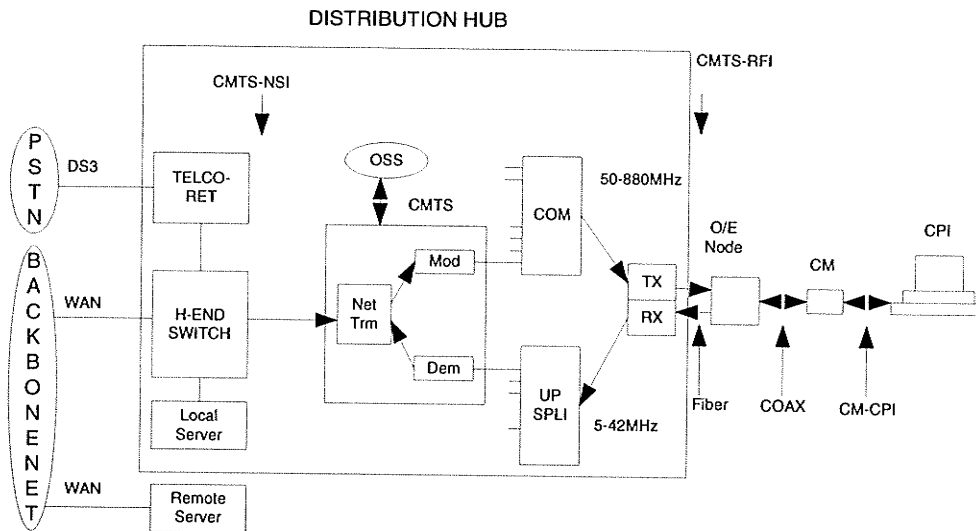 DISTRIBUTION HUB
CMTS-NSI
CMTS-RFI
PSTN
DS3
TELCO-
RET
OSS
CMTS
COM
50-880MHz
O/E
Node
CPI
CM
Mod
TX
RX
BACKBONENET
WAN
H-END
SWITCH
Net
Trm
Dem
UP
SPLI
5-42MHz
Fiber
COAX
CM-CPI
Local
Server
WAN
Remote
Server